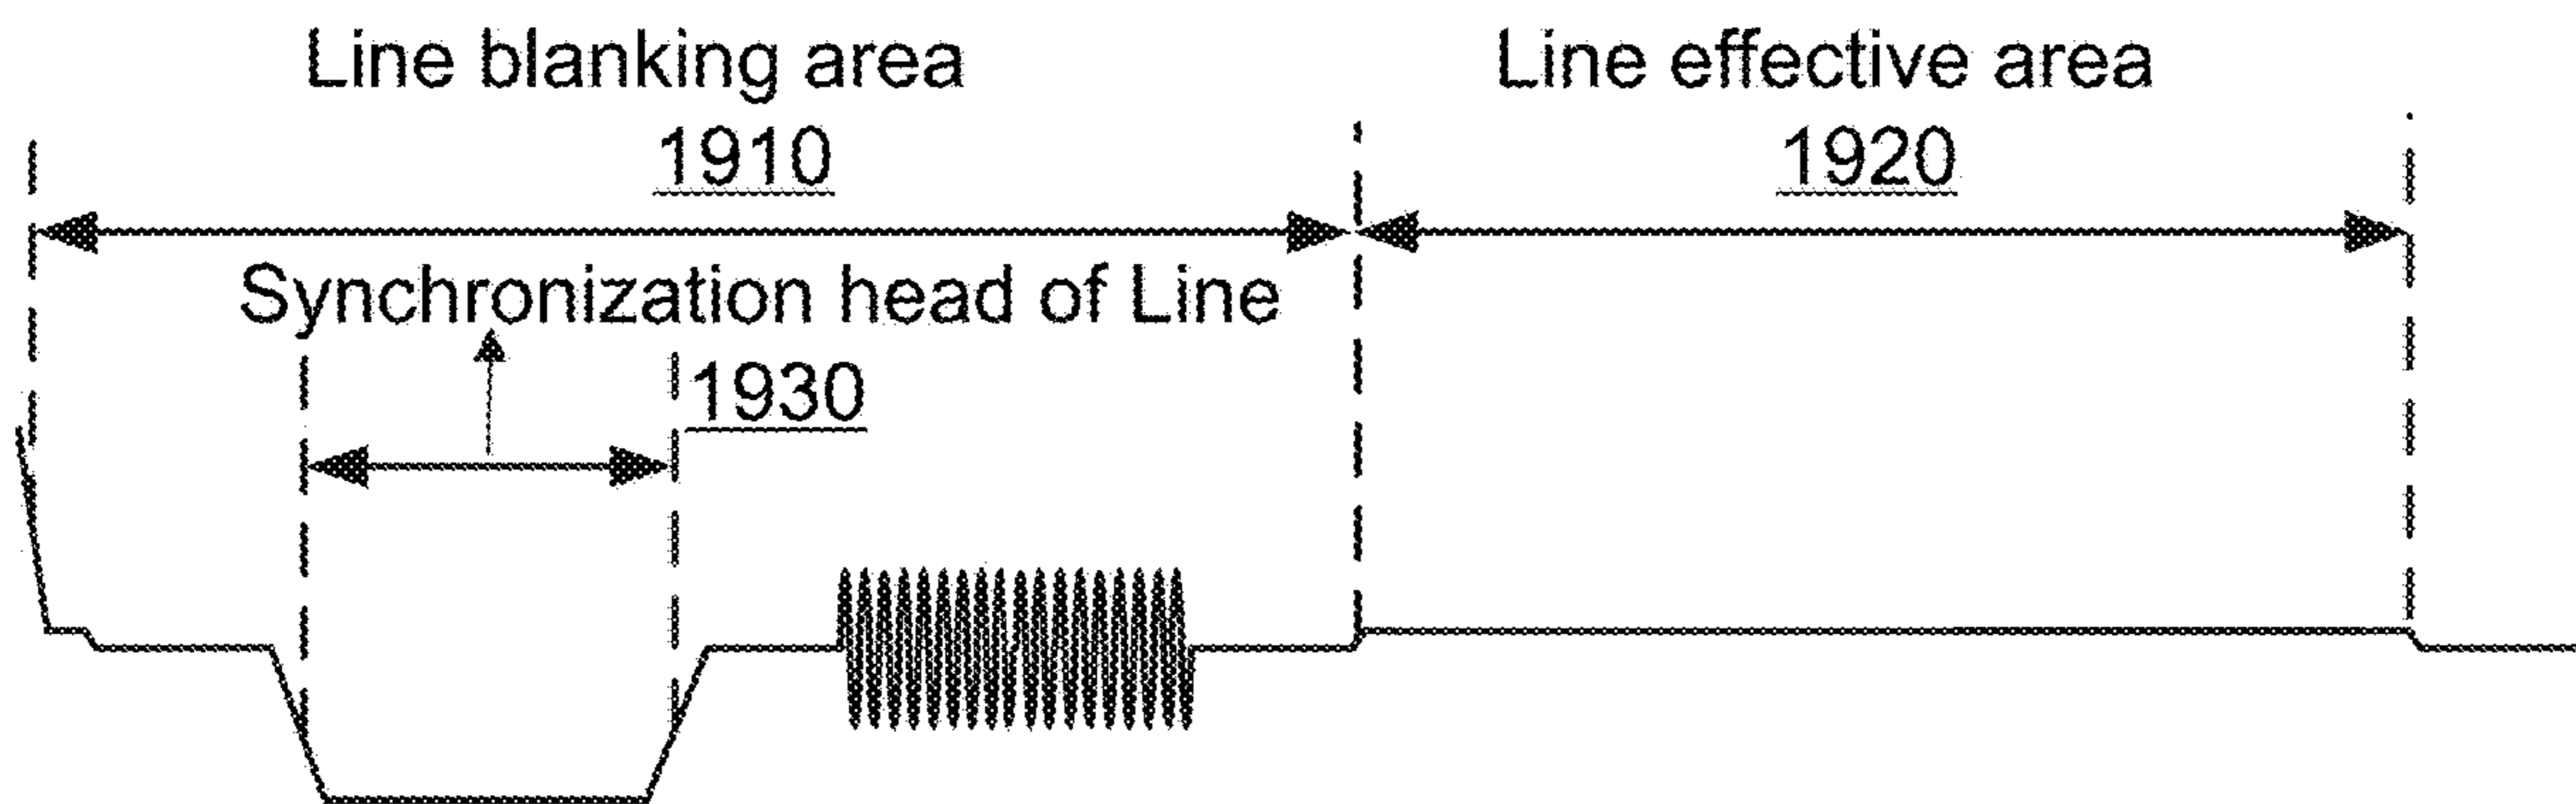 Line blanking area
1910
Line effective area
1920
Synchronization head of Line
1930